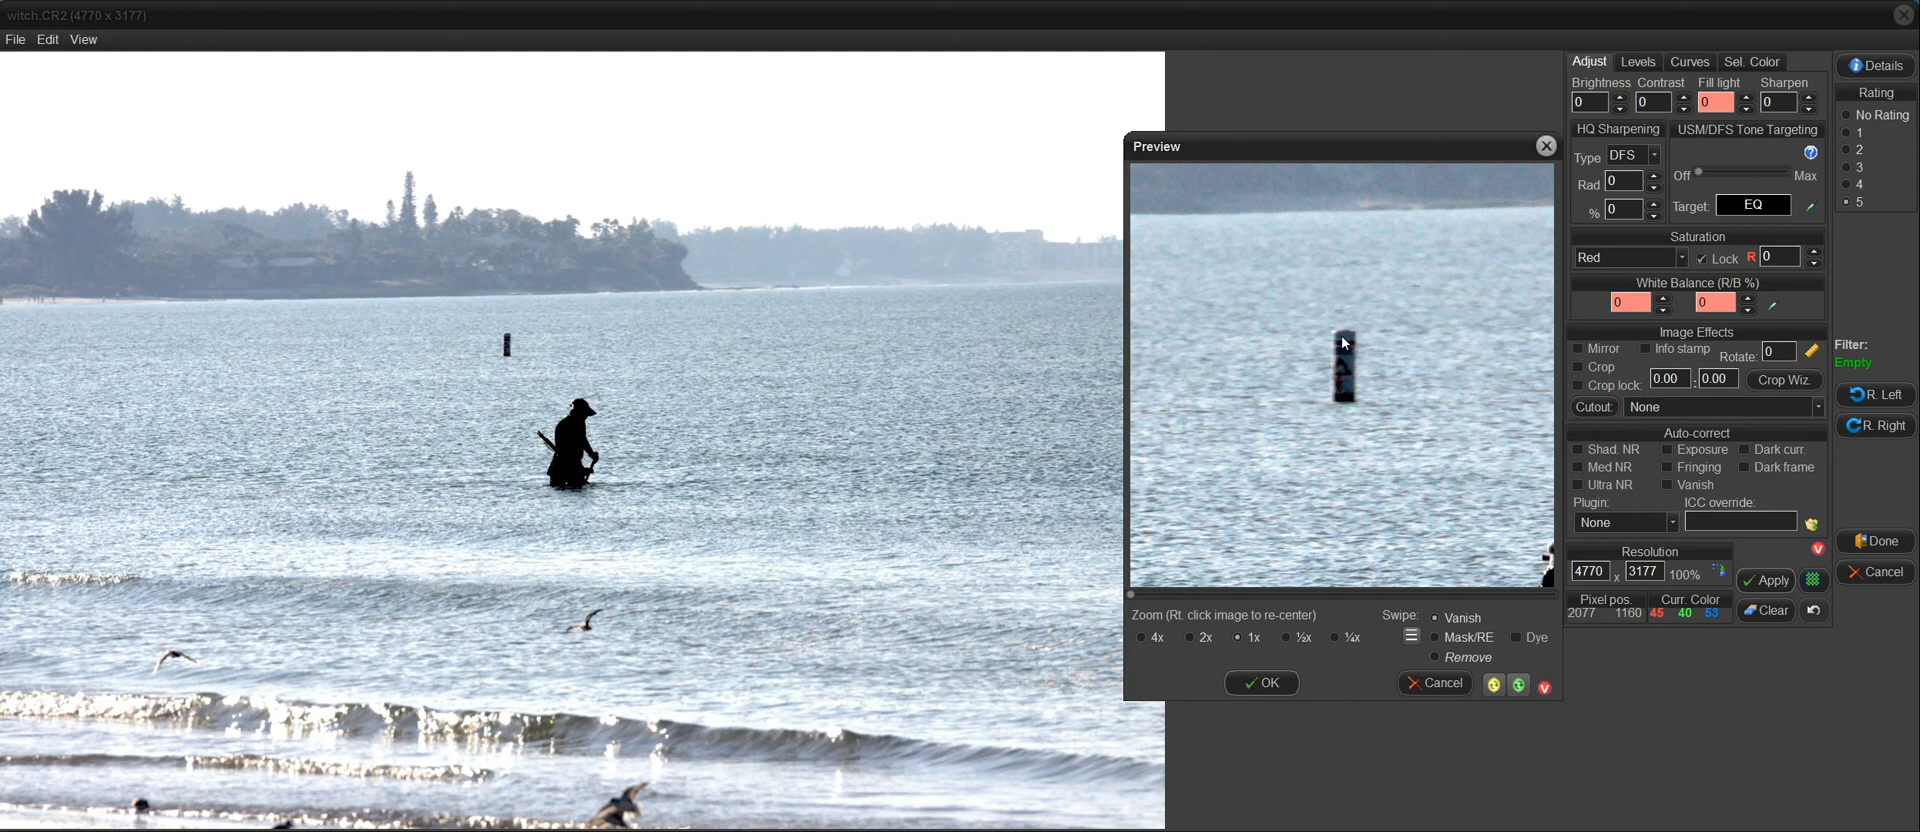 witch.CR2 (4770 x 3177)
File Edit View
Adjust Levels Curves Sel. Color
Brightness Contrast Fill light Sharpen
0 0 0 0
HQ Sharpening USM/DFS Tone Targeting
Type DFS
Rad 0
Off Max
% 0
Target: EQ
Saturation
Red Lock R 0
White Balance (R/B %)
0 0
Image Effects
Mirror Info stamp Rotate: 0
Crop
Crop lock: 0.00 : 0.00 Crop Wiz.
Cutout: None
Auto-correct
Shad. NR Exposure Dark curr.
Med NR Fringing Dark frame
Ultra NR Vanish
Plugin: ICC override:
None
Resolution
4770 x 3177 100%
Apply
Pixel pos. Curr. Color
2077 1160 45 40 53
Clear
Details
Rating
No Rating
1
2
3
4
5
Filter:
Empty
R. Left
R. Right
Done
Cancel
Preview
Zoom (Rt. click image to re-center)
4x 2x 1x ½x ¼x
Swipe: Vanish
Mask/RE Dye
Remove
OK Cancel